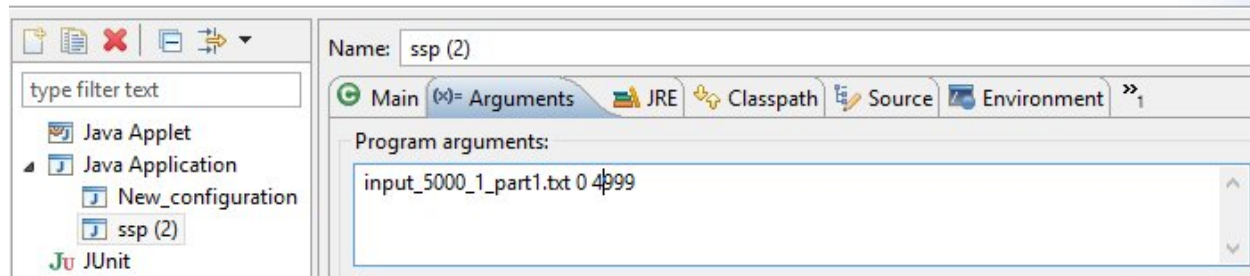 Name: ssp (2)
type filter text
Java Applet
Java Application
New_configuration
ssp (2)
Ju JUnit
Main (x)= Arguments JRE Classpath Source Environment »1
Program arguments:
input_5000_1_part1.txt 0 4999